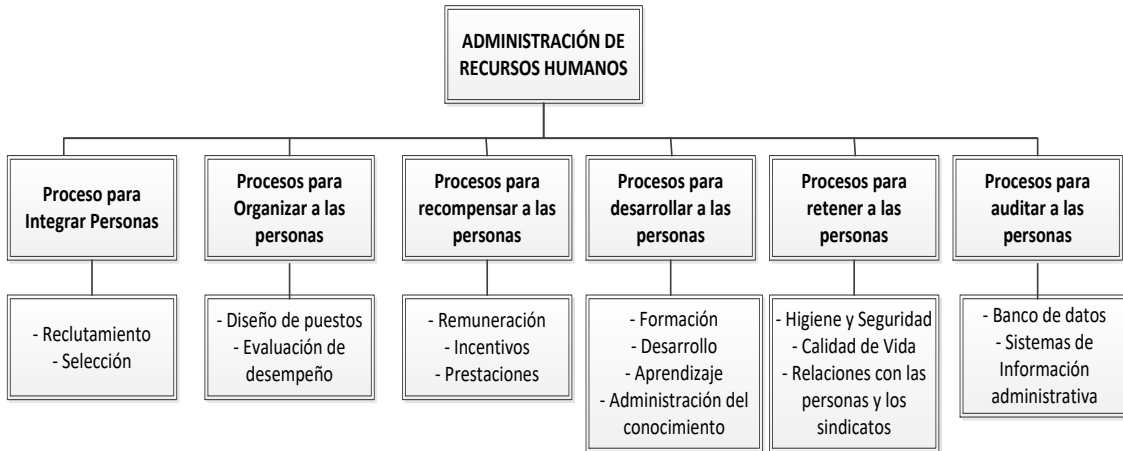 ADMINISTRACIÓN DE
RECURSOS HUMANOS
Proceso para
Integrar Personas
Procesos para
Organizar a las
personas
Procesos para
recompensar a las
personas
Procesos para
desarrollar a las
personas
Procesos para
retener a las
personas
Procesos para
auditar a las
personas
- Reclutamiento
- Selección
- Diseño de puestos
- Evaluación de
desempeño
- Remuneración
- Incentivos
- Prestaciones
- Formación
- Desarrollo
- Aprendizaje
- Administración del
conocimiento
- Higiene y Seguridad
- Calidad de Vida
- Relaciones con las
personas y los
sindicatos
- Banco de datos
- Sistemas de
Información
administrativa